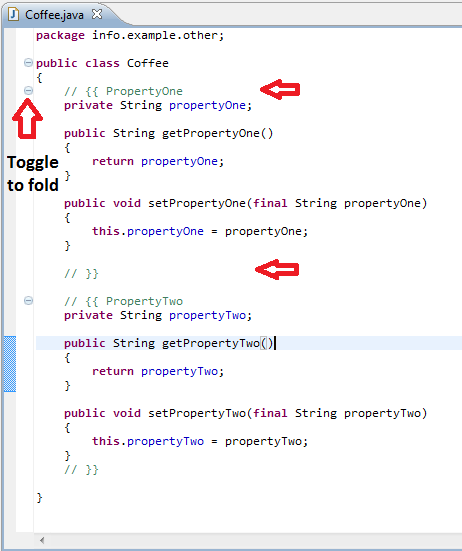 Coffee.java
package info.example.other;
public class Coffee
{
// {{ PropertyOne
private String propertyOne;
public String getPropertyOne()
{
return propertyOne;
}
Toggle
to fold
public void setPropertyOne(final String propertyOne)
{
this.propertyOne = propertyOne;
}
// }}
// {{ PropertyTwo
private String propertyTwo;
public String getPropertyTwo()
{
return propertyTwo;
}
public void setPropertyTwo(final String propertyTwo)
{
this.propertyTwo = propertyTwo;
}
// }}
}